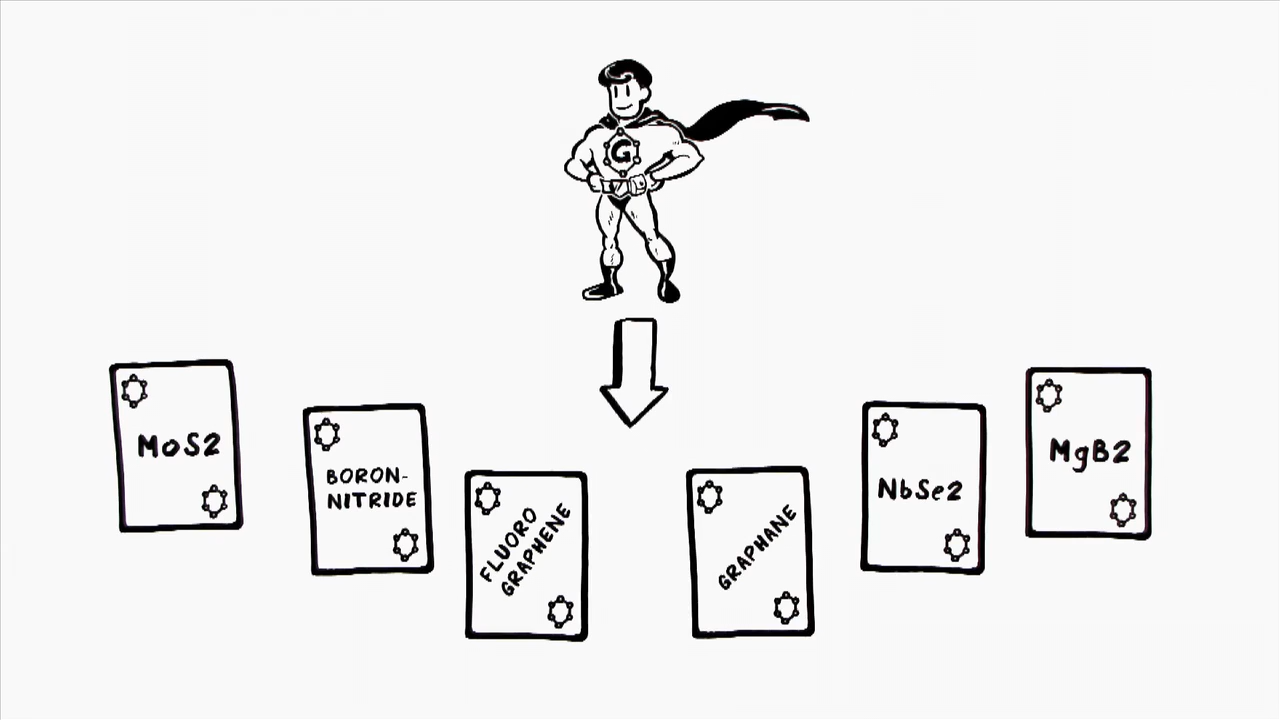 G
MoS2
BORON-
NITRIDE
FLUORO
GRAPHENE
GRAPHANE
NbSe2
MgB2